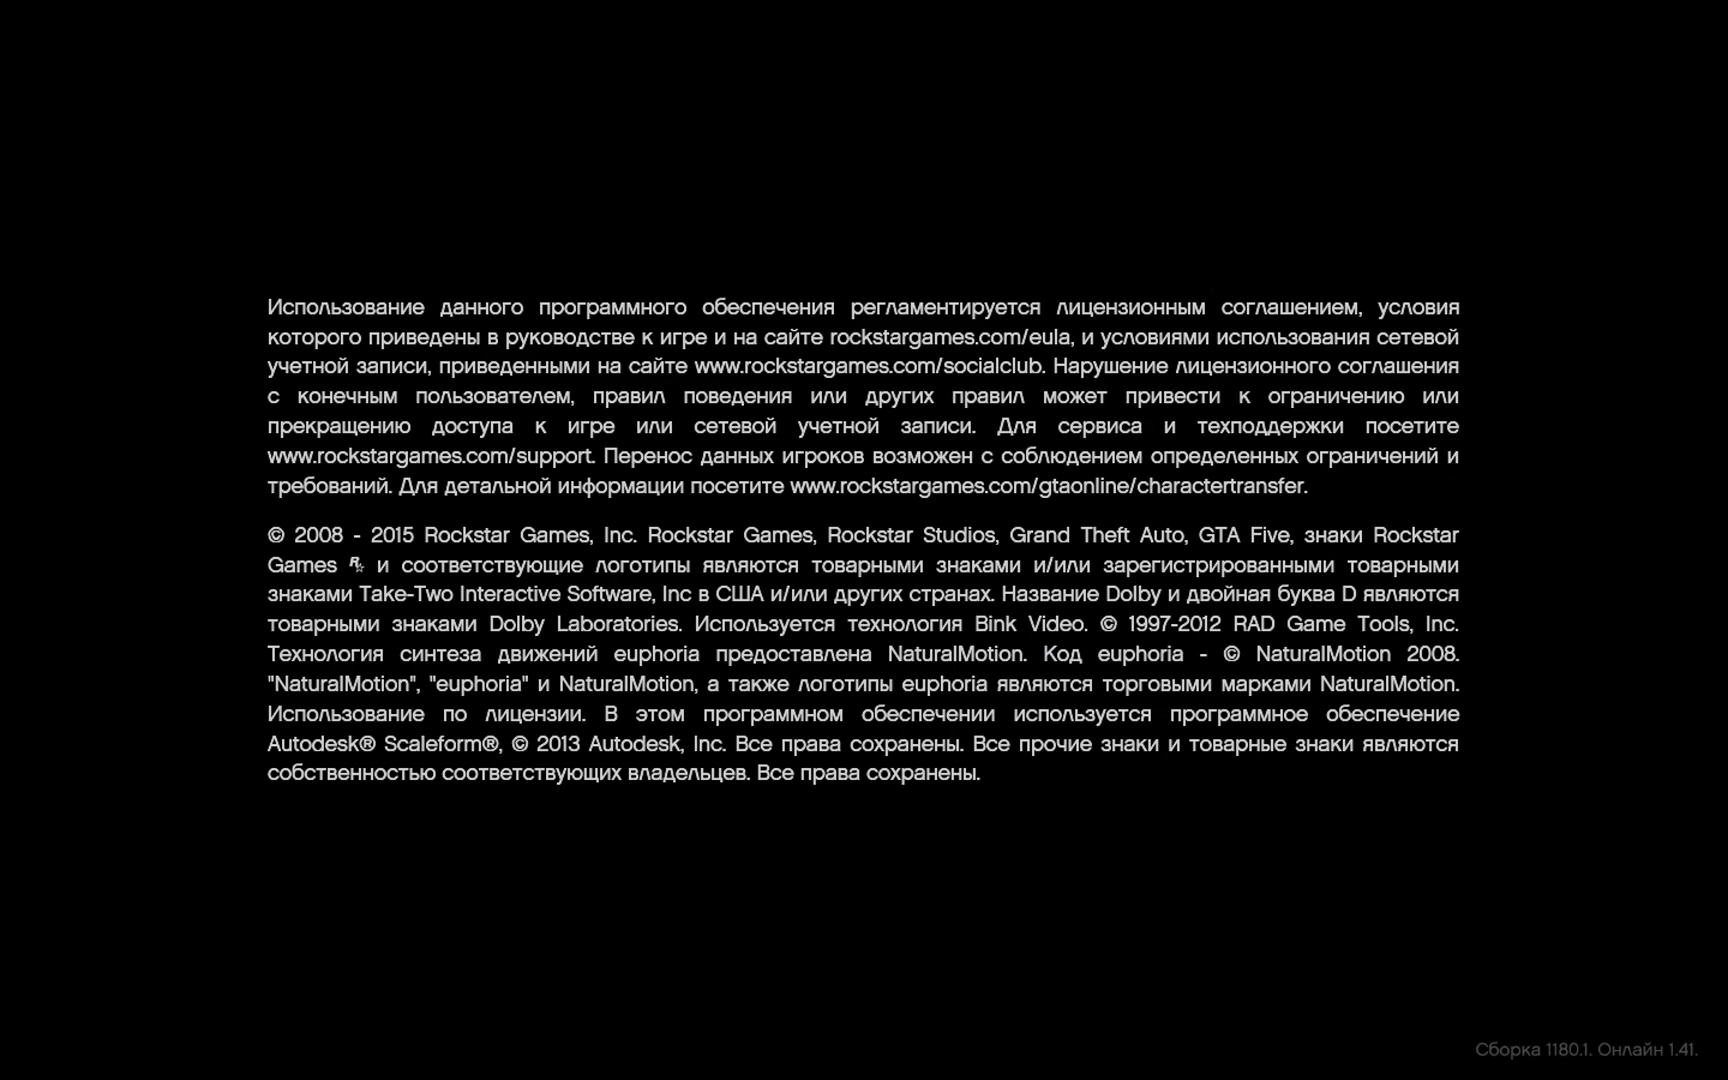 Использование данного программного обеспечения регламентируется лицензионным соглашением, условия
которого приведены в руководстве к игре и на сайте rockstargames.com/eula, и условиями использования сетевой
учетной записи, приведенными на сайте www.rockstargames.com/socialclub. Нарушение лицензионного соглашения
с конечным пользователем, правил поведения или других правил может привести к ограничению или
прекращению доступа к игре или сетевой учетной записи. Для сервиса и техподдержки посетите
www.rockstargames.com/support. Перенос данных игроков возможен с соблюдением определенных ограничений и
требований. Для детальной информации посетите www.rockstargames.com/gtaonline/charactertransfer.
© 2008 - 2015 Rockstar Games, Inc. Rockstar Games, Rockstar Studios, Grand Theft Auto, GTA Five, знаки Rockstar
Games R и соответствующие логотипы являются товарными знаками и/или зарегистрированными товарными
знаками Take-Two Interactive Software, Inc в США и/или других странах. Название Dolby и двойная буква D являются
товарными знаками Dolby Laboratories. Используется технология Bink Video. © 1997-2012 RAD Game Tools, Inc.
Технология синтеза движений euphoria предоставлена NaturalMotion. Код euphoria - © NaturalMotion 2008.
"NaturalMotion", "euphoria" и NaturalMotion, а также логотипы euphoria являются торговыми марками NaturalMotion.
Использование по лицензии. В этом программном обеспечении используется программное обеспечение
Autodesk® Scaleform®, © 2013 Autodesk, Inc. Все права сохранены. Все прочие знаки и товарные знаки являются
собственностью соответствующих владельцев. Все права сохранены.
Сборка 1180.1. Онлайн 1.41.